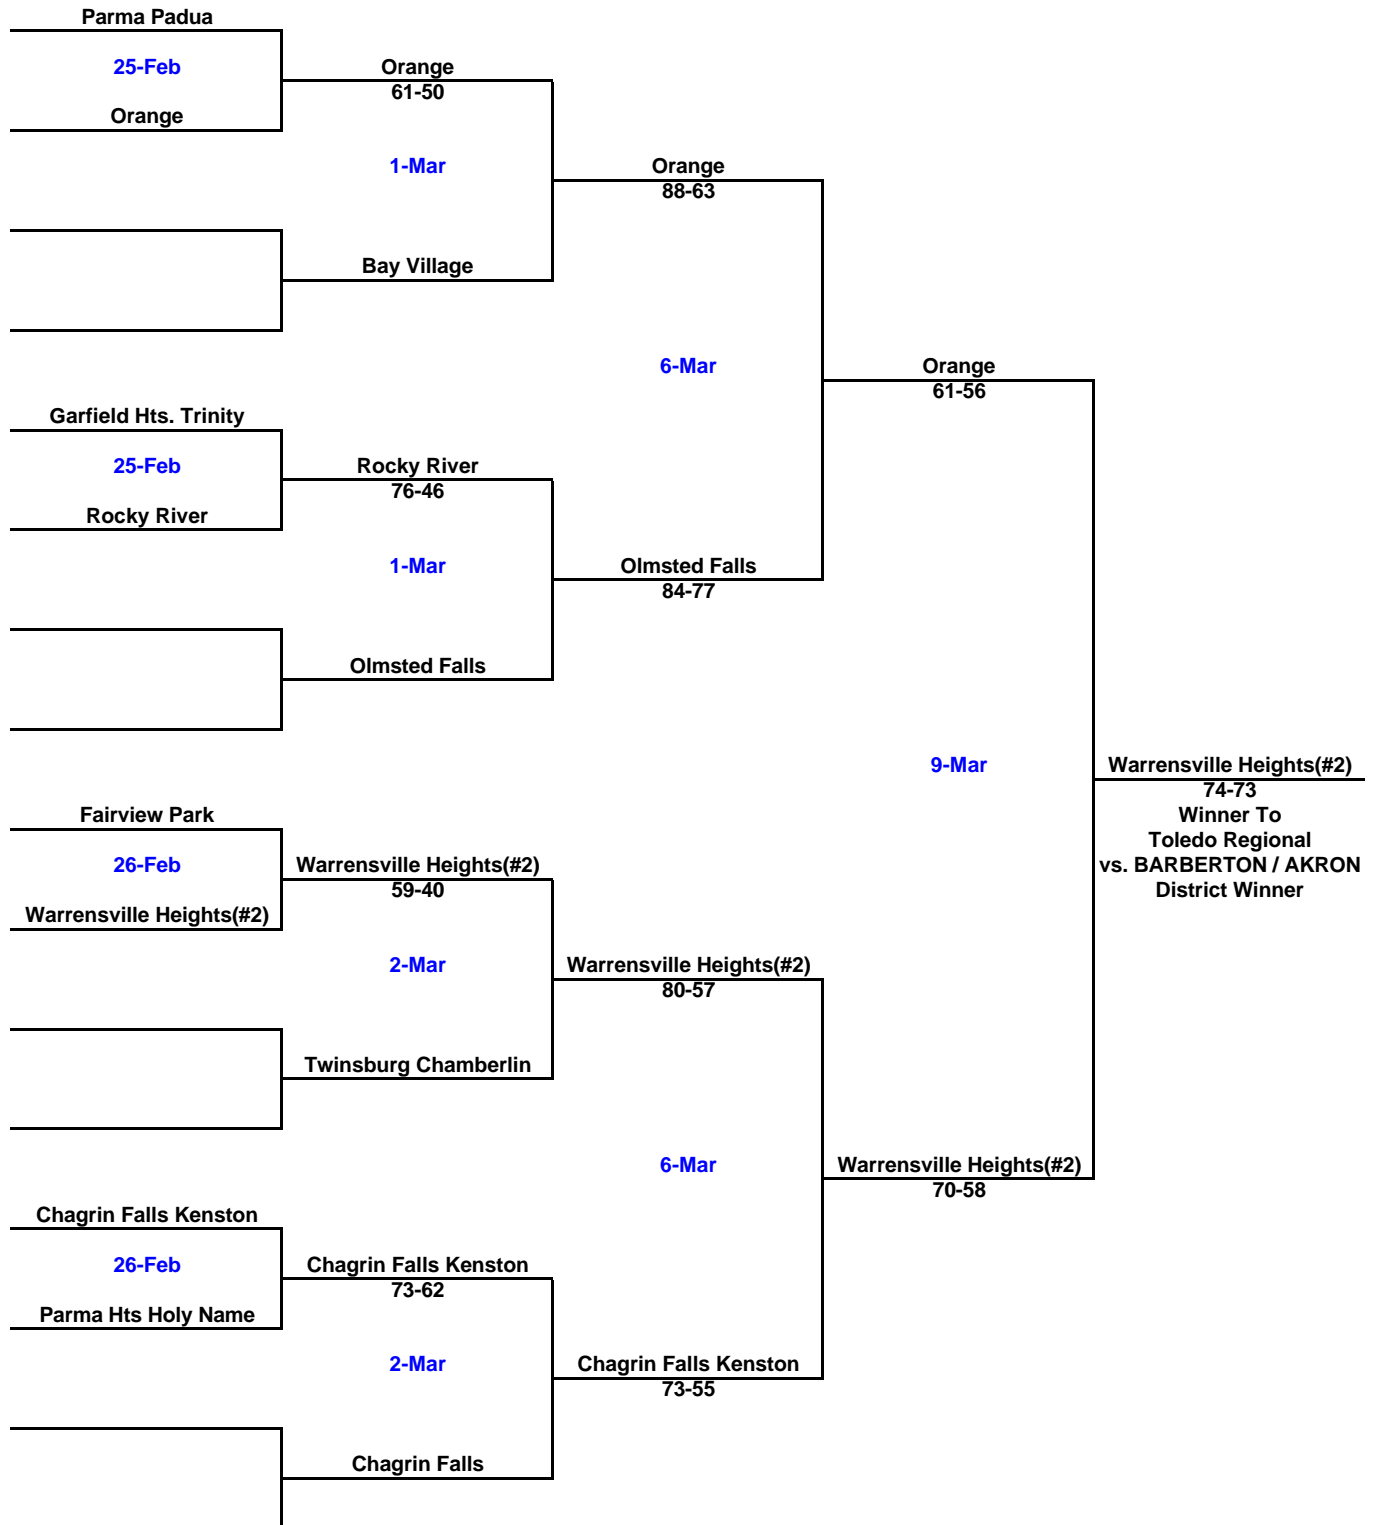 Parma Padua
25-Feb
Orange
61-50
Orange
1-Mar
Orange
88-63
Bay Village
6-Mar
Orange
61-56
Garfield Hts. Trinity
25-Feb
Rocky River
76-46
Rocky River
1-Mar
Olmsted Falls
84-77
Olmsted Falls
9-Mar
Warrensville Heights(#2)
74-73
Winner To
Toledo Regional
vs. BARBERTON / AKRON
District Winner
Fairview Park
26-Feb
Warrensville Heights(#2)
59-40
Warrensville Heights(#2)
2-Mar
Warrensville Heights(#2)
80-57
Twinsburg Chamberlin
6-Mar
Warrensville Heights(#2)
70-58
Chagrin Falls Kenston
26-Feb
Chagrin Falls Kenston
73-62
Parma Hts Holy Name
2-Mar
Chagrin Falls Kenston
73-55
Chagrin Falls